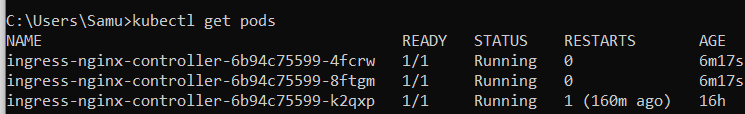 C:\Users\Samu>kubectl get pods
NAME READY STATUS RESTARTS AGE
ingress-nginx-controller-6b94c75599-4fcrw 1/1 Running 0 6m17s
ingress-nginx-controller-6b94c75599-8ftgm 1/1 Running 0 6m17s
ingress-nginx-controller-6b94c75599-k2qxp 1/1 Running 1 (160m ago) 16h